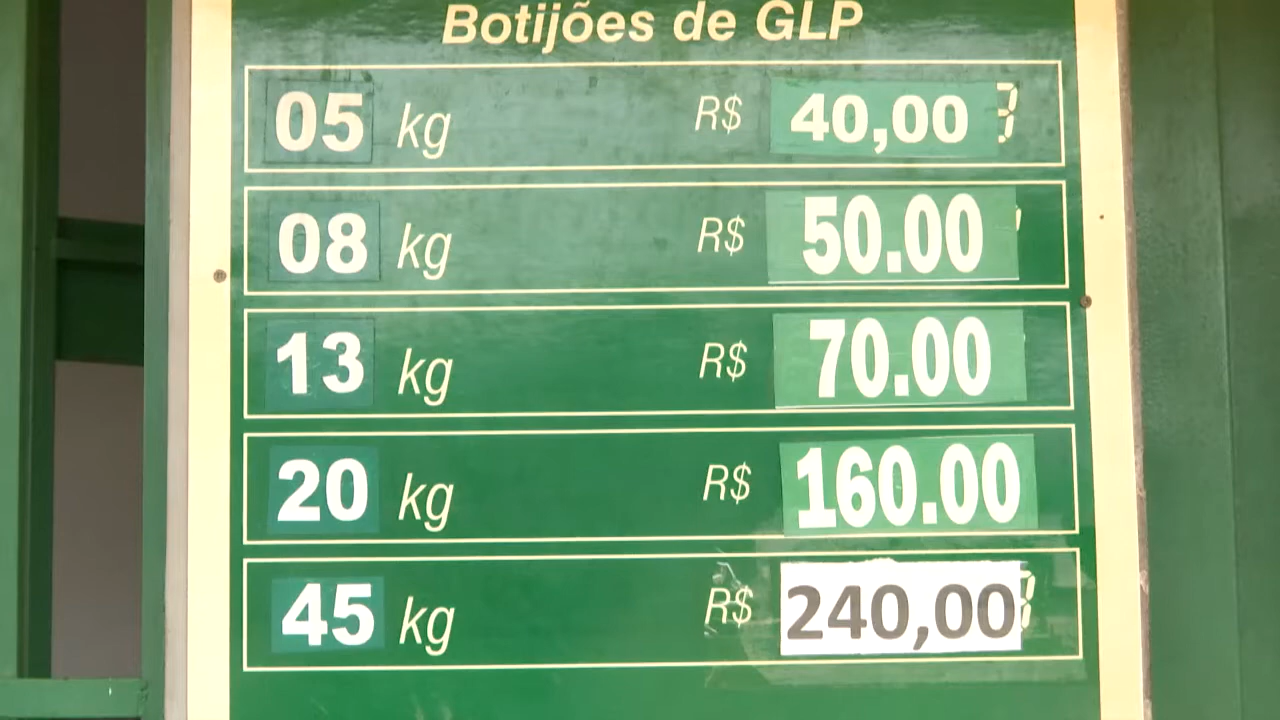 Botijões de GLP
05 kg R$ 40,00
08 kg R$ 50.00
13 kg R$ 70.00
20 kg R$ 160.00
45 kg R$ 240,00